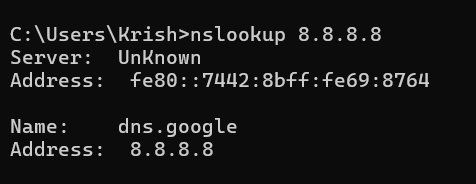 C:\Users\Krish>nslookup 8.8.8.8
Server:  UnKnown
Address:  fe80::7442:8bff:fe69:8764

Name:    dns.google
Address:  8.8.8.8